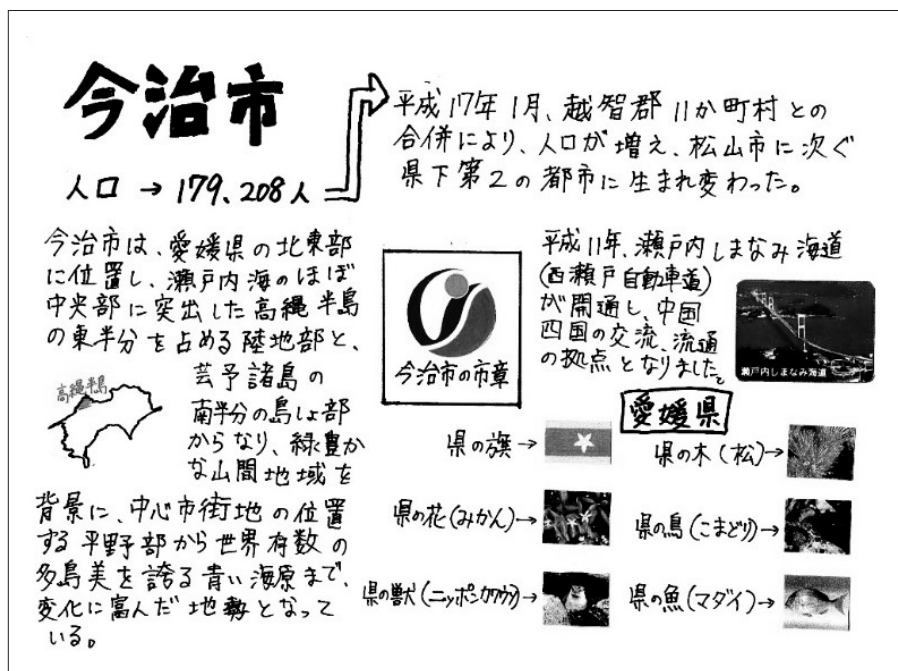 今治市
人口 → 179,208人
平成17年1月、越智郡11か町村との
合併により、人口が増え、松山市に次ぐ
県下第2の都市に生まれ変わった。
今治市は、愛媛県の北東部
に位置し、瀬戸内海のほぼ
中央部に突出した高縄半島
の東半分を占める陸地部と、
芸予諸島の
南半分の島しょ部
からなり、緑豊か
な山間地域を
背景に、中心市街地の位置
する平野部から世界有数の
多島美を誇る青い海原まで、
変化に富んだ地勢となって
いる。
高縄半島
今治市の市章
平成11年、瀬戸内しまなみ海道
(西瀬戸自動車道)
が開通し、中国
四国の交流、流通
の拠点となりました。
瀬戸内しまなみ海道
愛媛県
県の旗→
県の木(松)→
県の花(みかん)→
県の鳥(こまどり)→
県の獣(ニッポンカワウソ)→
県の魚(マダイ)→